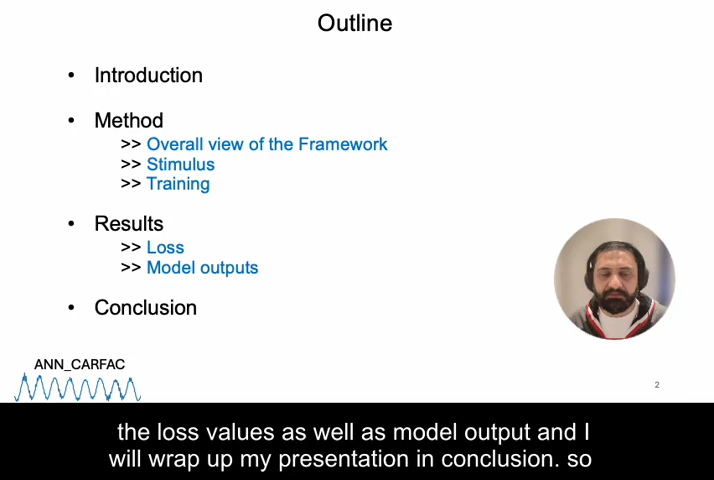 Outline
• Introduction
• Method
>> Overall view of the Framework
>> Stimulus
>> Training
• Results
>> Loss
>> Model outputs
• Conclusion
ANN_CARFAC
2
the loss values as well as model output and I
will wrap up my presentation in conclusion. so